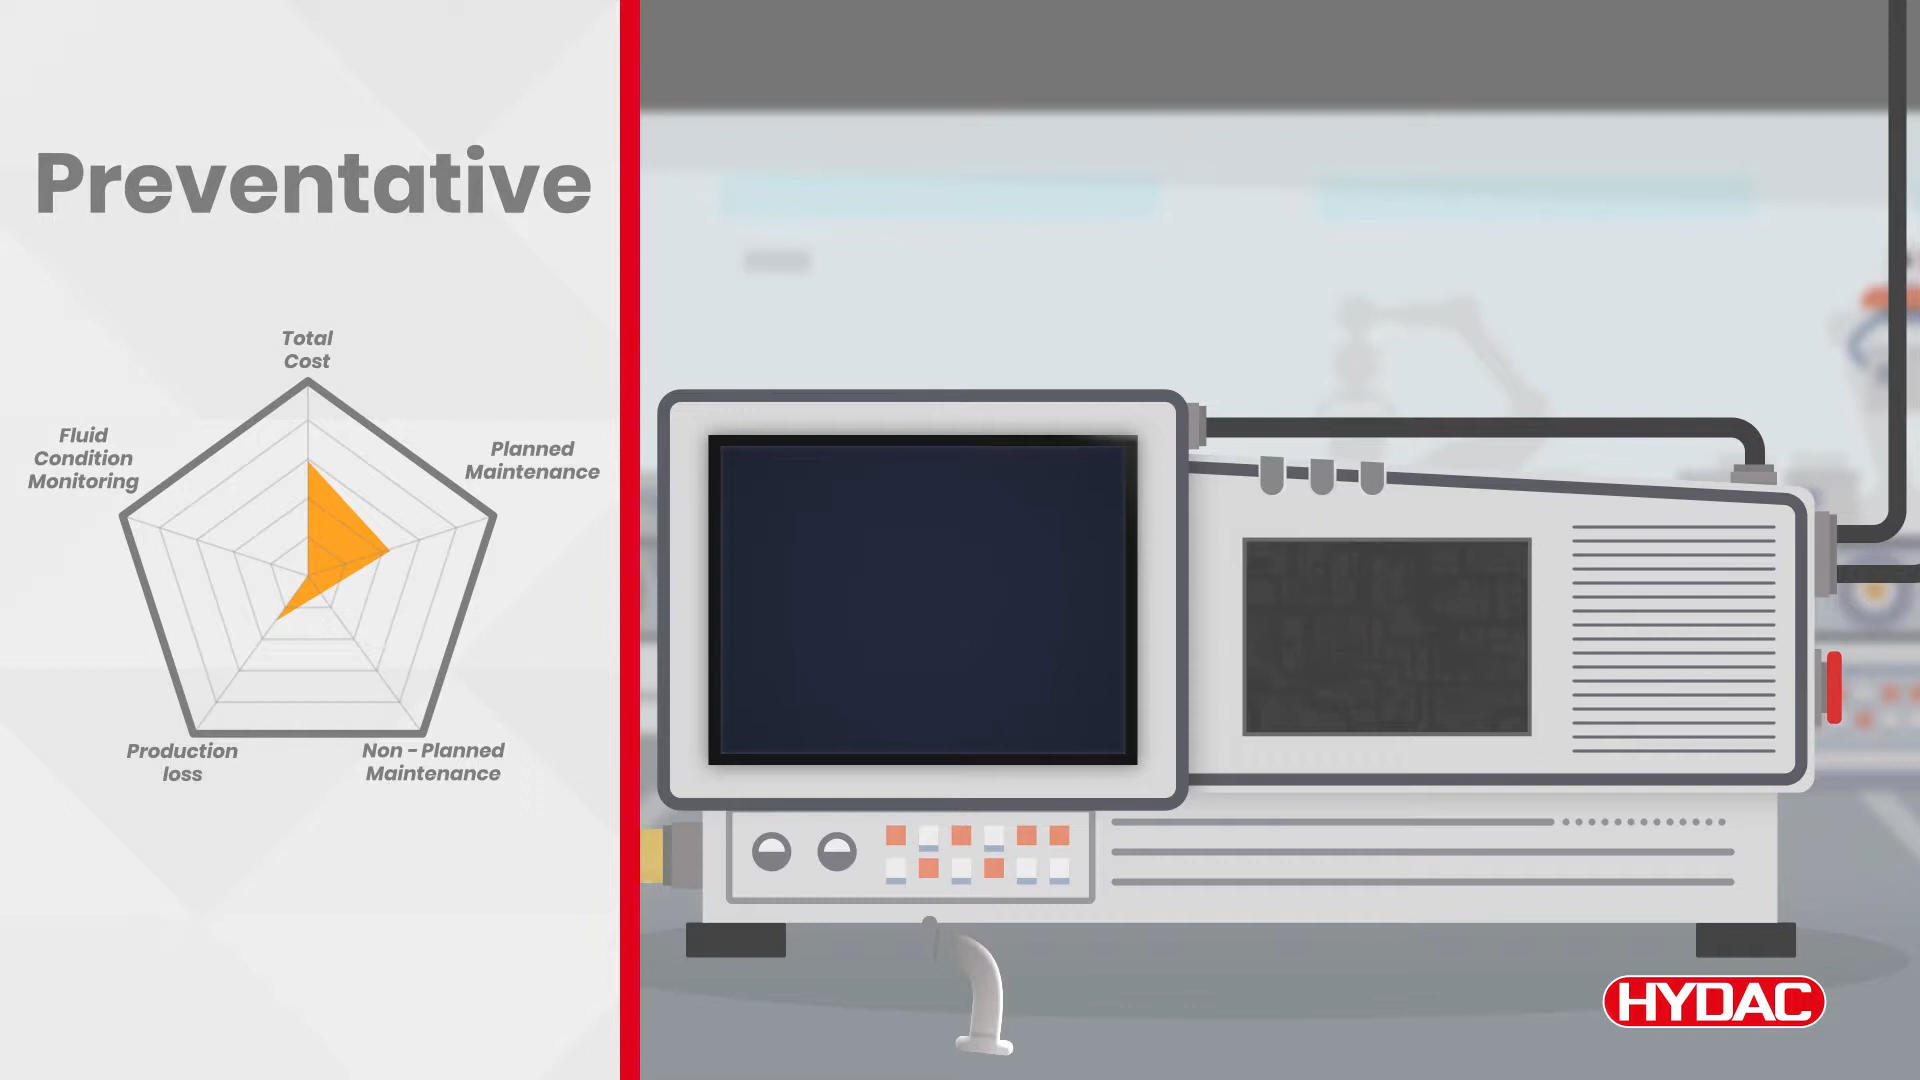 Preventative
Total
Cost
Fluid
Condition
Monitoring
Planned
Maintenance
Production
loss
Non - Planned
Maintenance
HYDAC